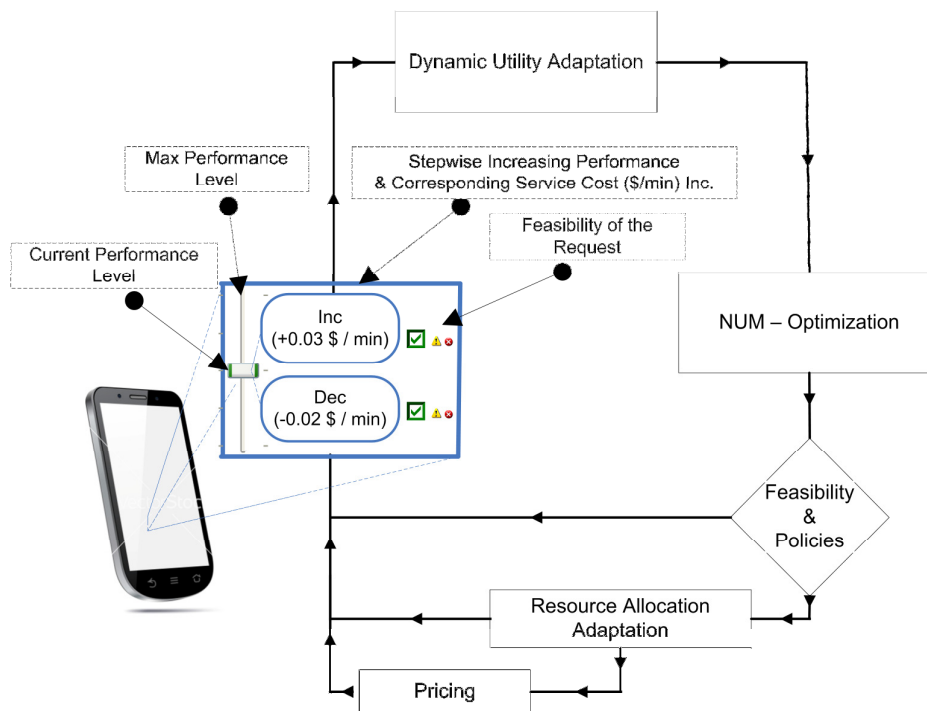 Dynamic Utility Adaptation
Max Performance
Level
Stepwise Increasing Performance
& Corresponding Service Cost ($/min) Inc.
Feasibility of the
Request
Current Performance
Level
Inc
(+0.03 $ / min)
Dec
(-0.02 $ / min)
NUM – Optimization
Feasibility
&
Policies
Resource Allocation
Adaptation
Pricing